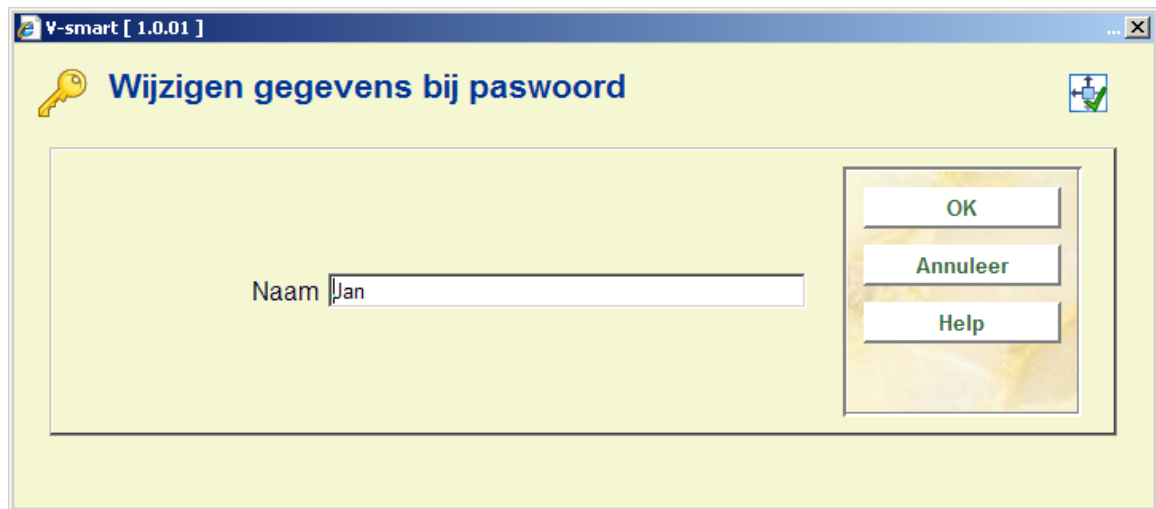 V-smart [ 1.0.01 ] ...
Wijzigen gegevens bij paswoord
OK
Annuleer
Naam Jan
Help